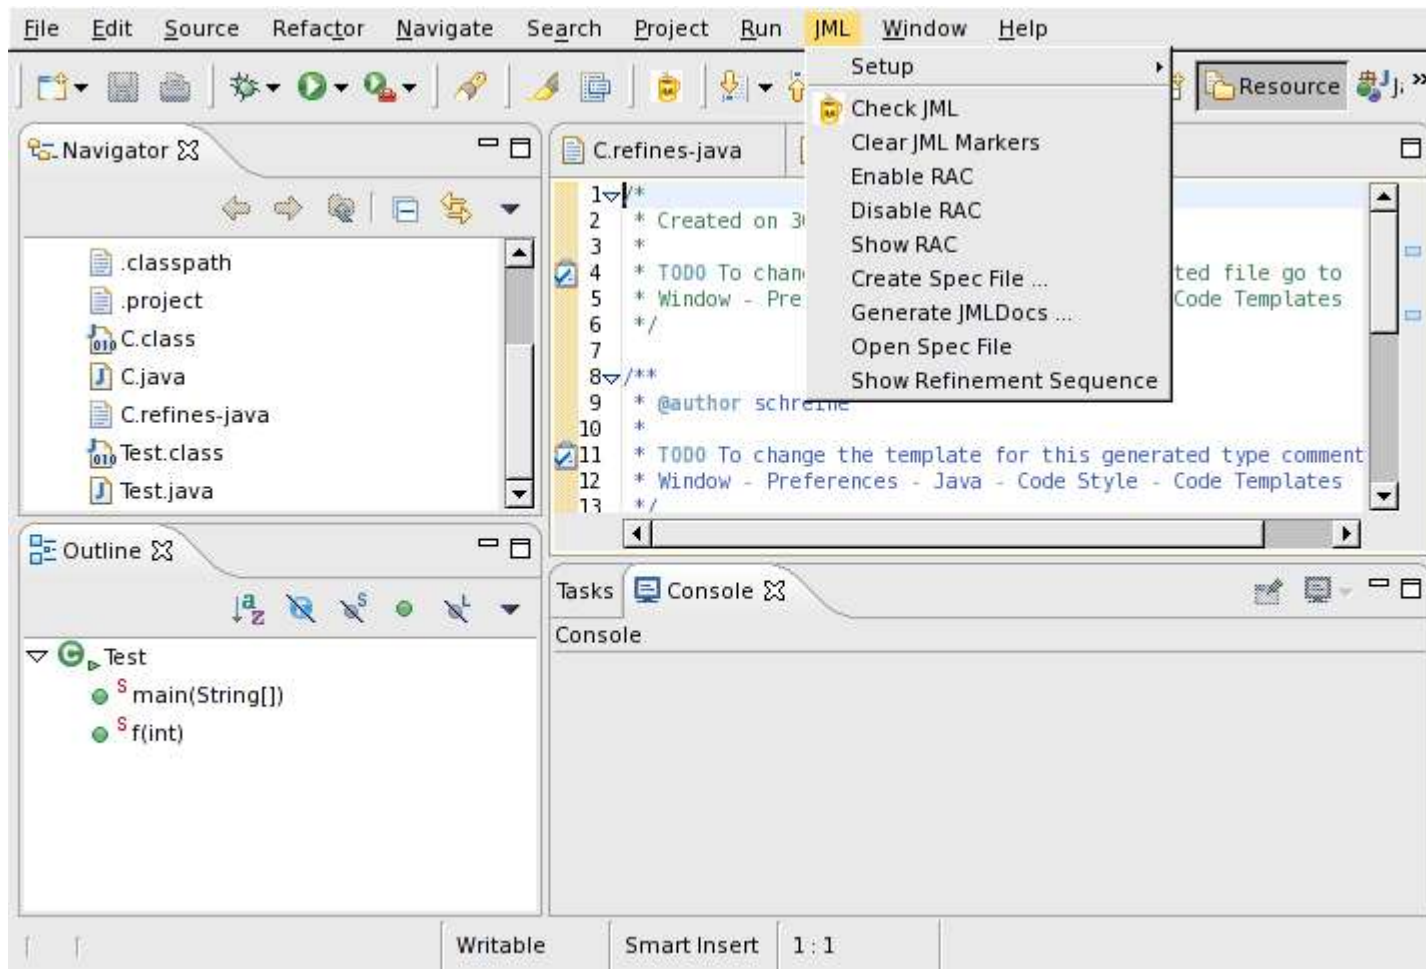 File Edit Source Refactor Navigate Search Project Run JML Window Help
Resource
Setup
Check JML
Clear JML Markers
Enable RAC
Disable RAC
Show RAC
Create Spec File ...
Generate JMLDocs ...
Open Spec File
Show Refinement Sequence
Navigator
.classpath
.project
C.class
C.java
C.refines-java
Test.class
Test.java
C.refines-java
1 /*
2 * Created on
3 *
4 * TODO To chan ted file go to
5 * Window - Pre Code Templates
6 */
7
8 /**
9 * @author schreine
10 *
11 * TODO To change the template for this generated type comment
12 * Window - Preferences - Java - Code Style - Code Templates
13 */
Outline
Test
main(String[])
f(int)
Tasks Console
Console
Writable Smart Insert 1 : 1